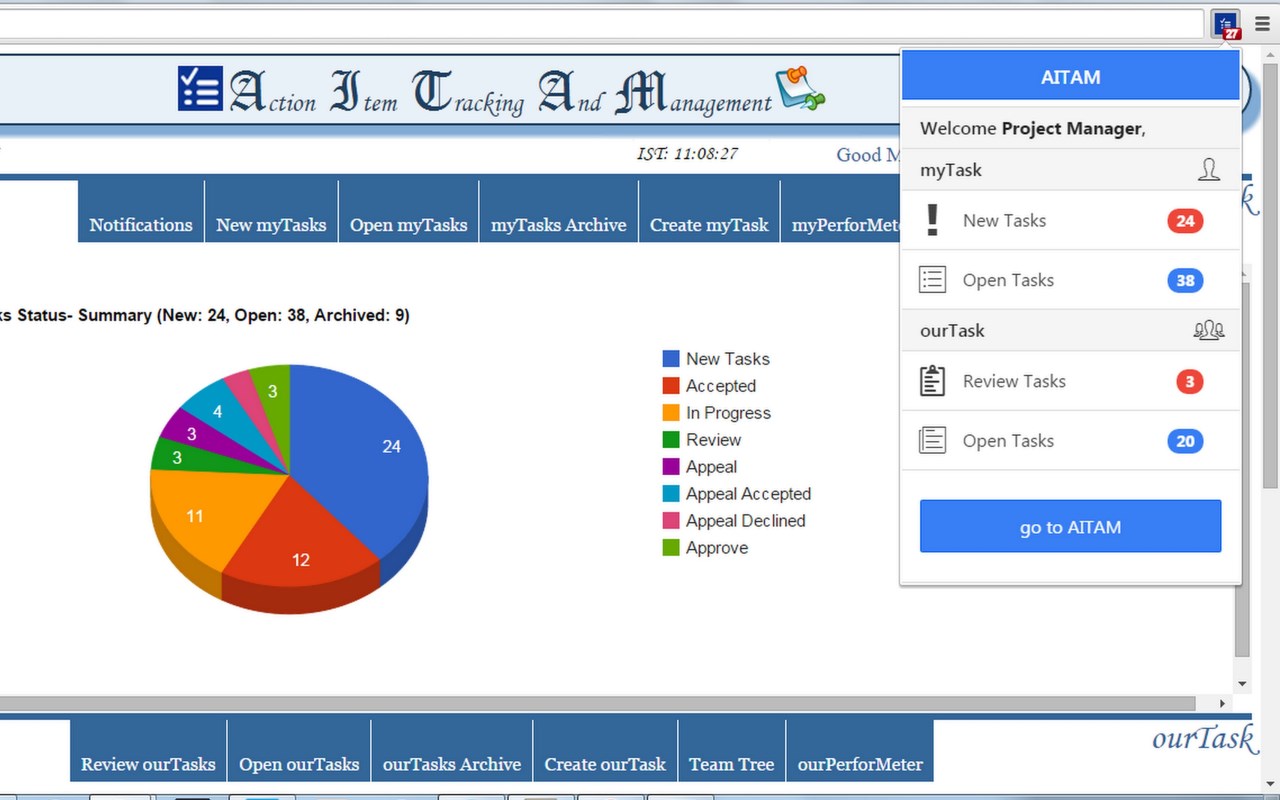 27
Action Item Tracking And Management
AITAM
Welcome Project Manager,
IST: 11:08:27
Good M
myTask
Notifications
New myTasks
Open myTasks
myTasks Archive
Create myTask
myPerforMet
New Tasks
24
Open Tasks
38
s Status- Summary (New: 24, Open: 38, Archived: 9)
ourTask
Review Tasks
3
Open Tasks
20
go to AITAM
New Tasks
Accepted
In Progress
Review
Appeal
Appeal Accepted
Appeal Declined
Approve
3
4
24
3
3
11
12
ourTask
Review ourTasks
Open ourTasks
ourTasks Archive
Create ourTask
Team Tree
ourPerforMeter